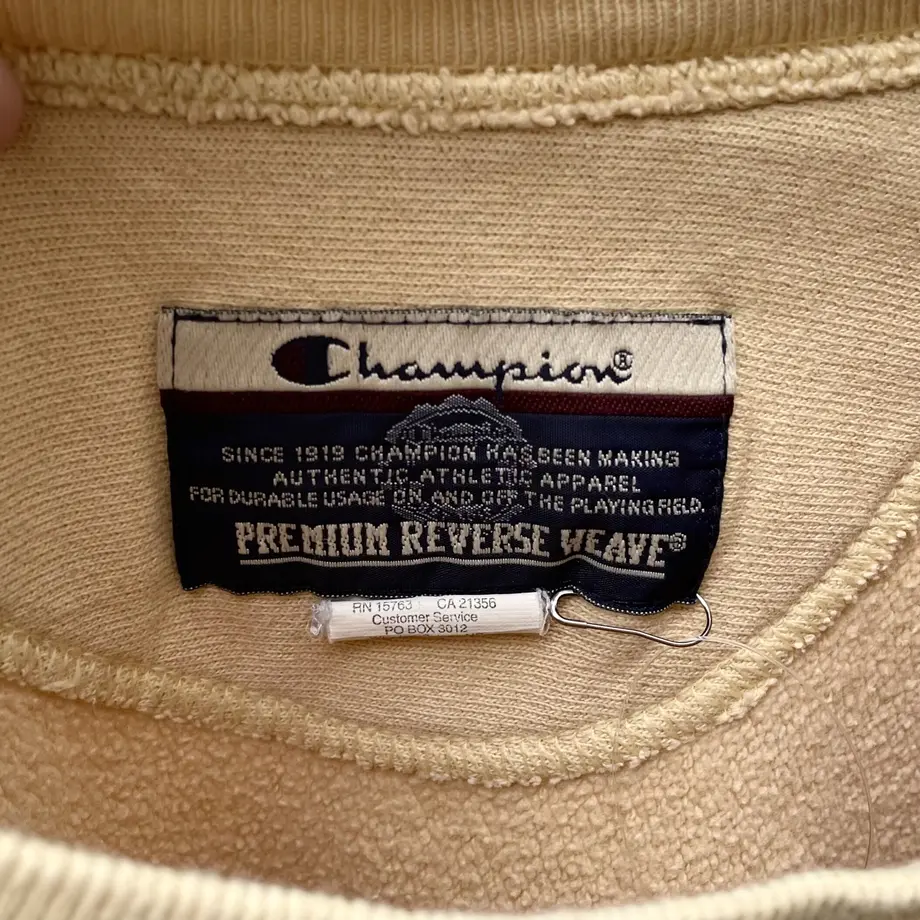 Champion®
SINCE 1919 CHAMPION HAS BEEN MAKING
AUTHENTIC ATHLETIC APPAREL
FOR DURABLE USAGE ON AND OFF THE PLAYING FIELD.
PREMIUM REVERSE WEAVE®
RN 15763 CA 21356
Customer Service
PO BOX 3012